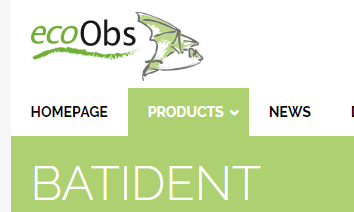 ecoObs
HOMEPAGE PRODUCTS NEWS
BATIDENT